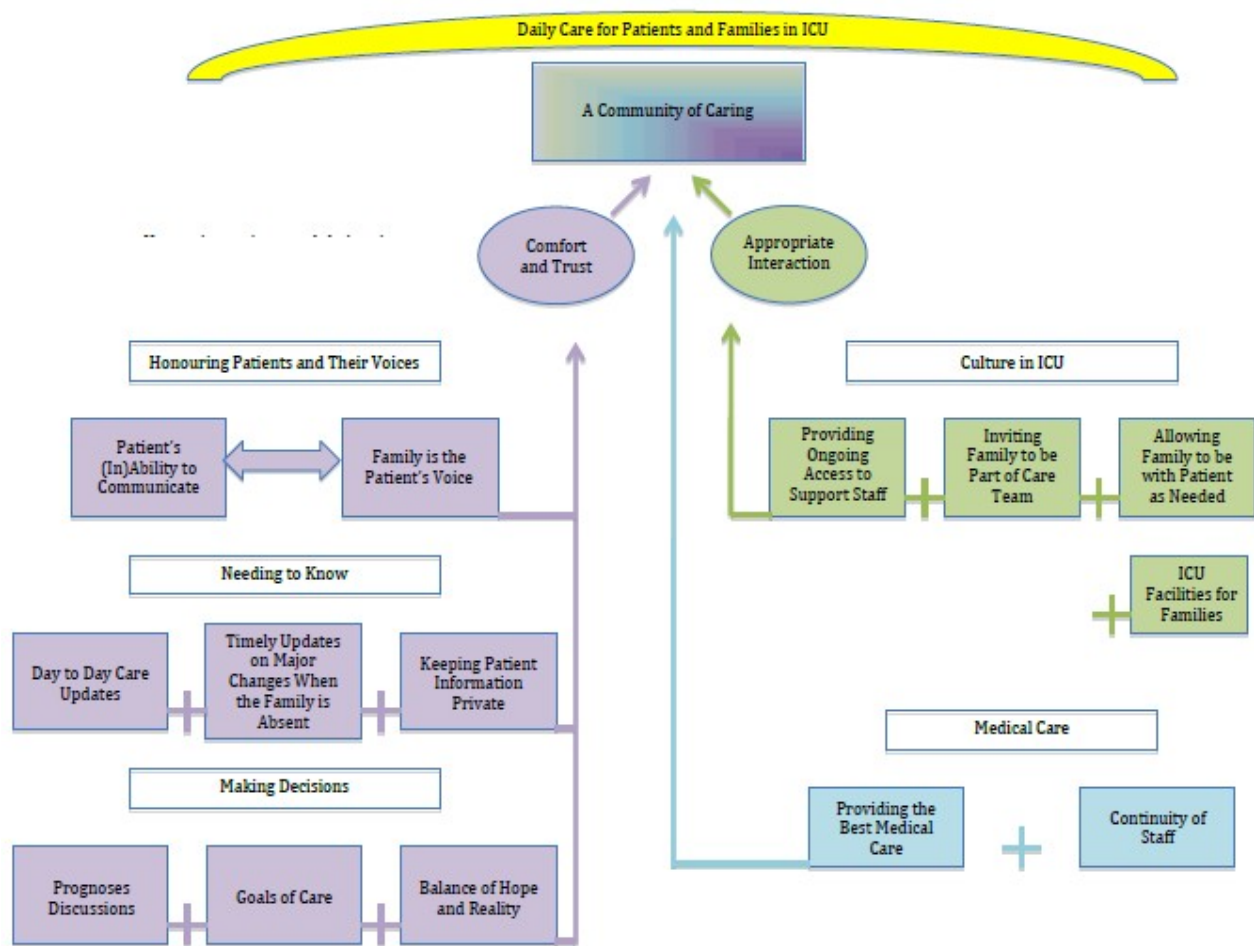 Daily Care for Patients and Families in ICU
A Community of Caring
Comfort
and Trust
Appropriate
Interaction
Honouring Patients and Their Voices
Patient's
(In)Ability to
Communicate
Family is the
Patient's Voice
Needing to Know
Day to Day Care
Updates
Timely Updates
on Major
Changes When
the Family is
Absent
Keeping Patient
Information
Private
Making Decisions
Prognoses
Discussions
Goals of Care
Balance of Hope
and Reality
Culture in ICU
Providing
Ongoing
Access to
Support Staff
Inviting
Family to be
Part of Care
Team
Allowing
Family to be
with Patient
as Needed
ICU
Facilities for
Families
Medical Care
Providing the
Best Medical
Care
Continuity of
Staff